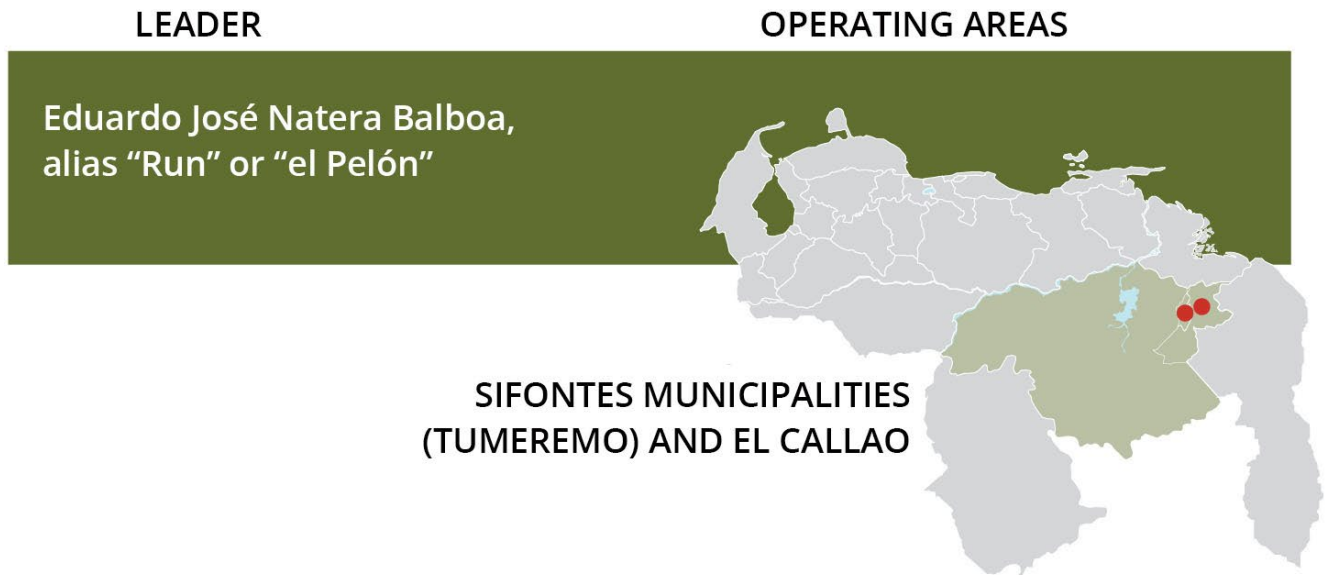 LEADER
OPERATING AREAS
Eduardo José Natera Balboa,
alias “Run” or “el Pelón”
SIFONTES MUNICIPALITIES
(TUMEREMO) AND EL CALLAO